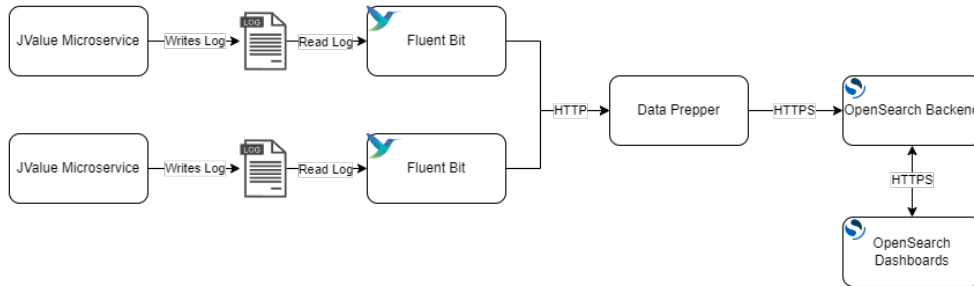 JValue Microservice
Writes Log
LOG
Read Log
Fluent Bit
HTTP
Data Prepper
HTTPS
OpenSearch Backend
JValue Microservice
Writes Log
LOG
Read Log
Fluent Bit
HTTPS
OpenSearch
Dashboards